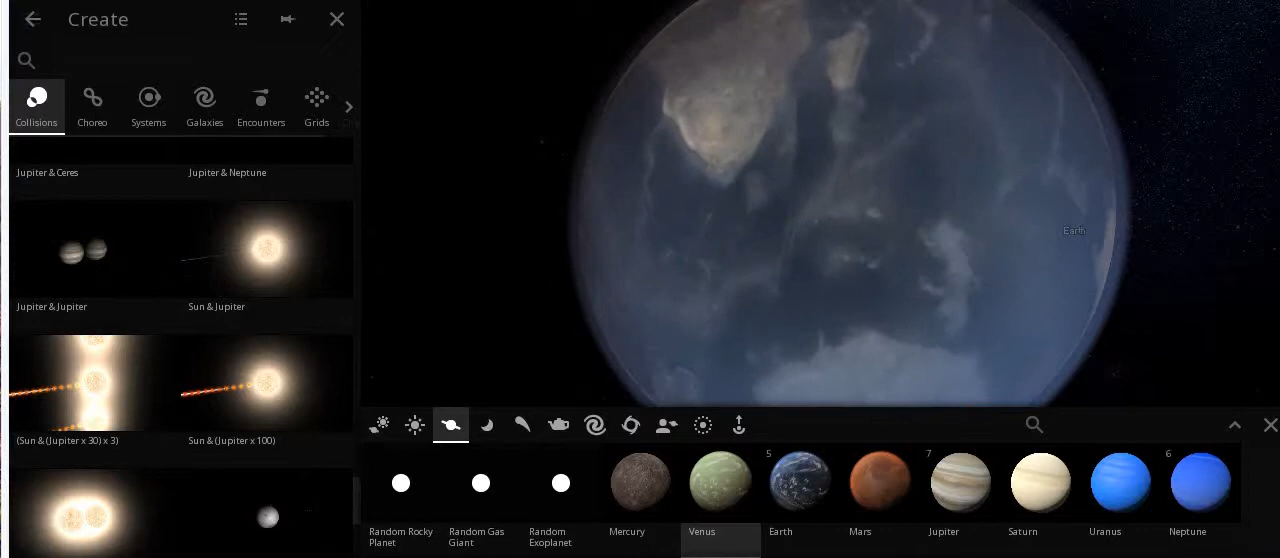 Create
Collisions
Choreo
Systems
Galaxies
Encounters
Grids
Jupiter & Ceres
Jupiter & Neptune
Jupiter & Jupiter
Sun & Jupiter
(Sun & (Jupiter x 30) x 3)
Sun & (Jupiter x 100)
Earth
5
7
6
Random Rocky
Planet
Random Gas
Giant
Random
Exoplanet
Mercury
Venus
Earth
Mars
Jupiter
Saturn
Uranus
Neptune